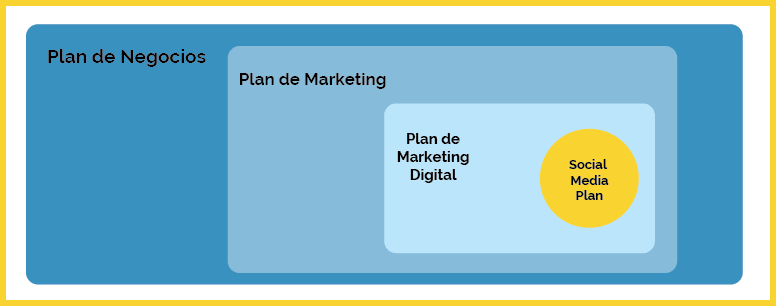 Plan de Negocios
Plan de Marketing
Plan de
Marketing
Digital
Social
Media
Plan